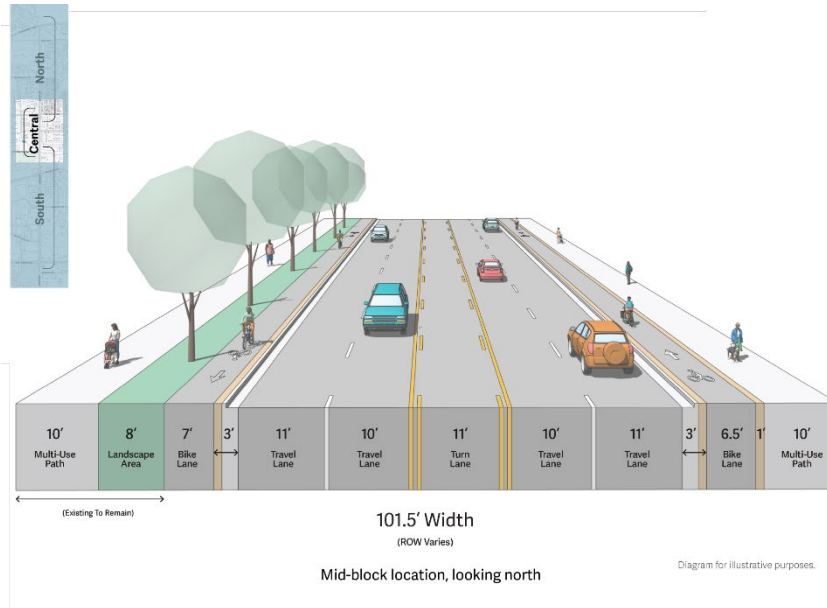 North
Central
South
10'
Multi-Use
Path
8'
Landscape
Area
7'
Bike
Lane
3'
11'
Travel
Lane
10'
Travel
Lane
11'
Turn
Lane
10'
Travel
Lane
11'
Travel
Lane
3'
6.5'
Bike
Lane
1'
10'
Multi-Use
Path
(Existing To Remain)
101.5' Width
(ROW Varies)
Mid-block location, looking north
Diagram for illustrative purposes.